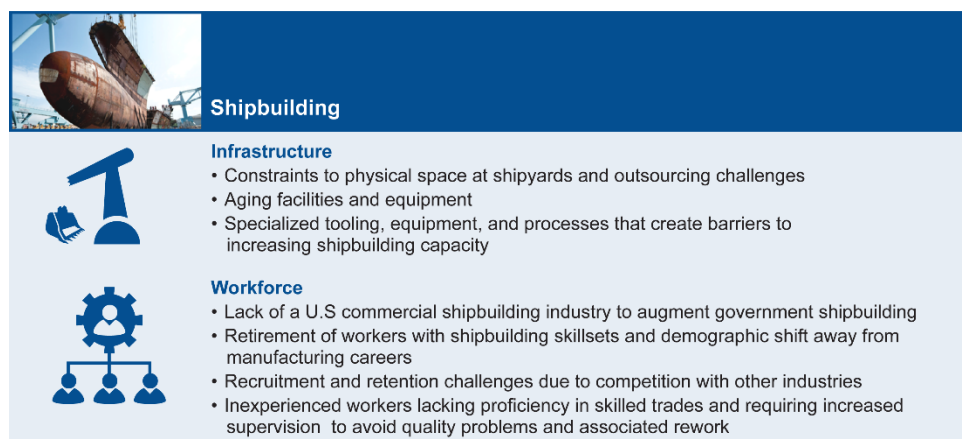 Shipbuilding
Infrastructure
• Constraints to physical space at shipyards and outsourcing challenges
• Aging facilities and equipment
• Specialized tooling, equipment, and processes that create barriers to
increasing shipbuilding capacity
Workforce
• Lack of a U.S commercial shipbuilding industry to augment government shipbuilding
• Retirement of workers with shipbuilding skillsets and demographic shift away from
manufacturing careers
• Recruitment and retention challenges due to competition with other industries
• Inexperienced workers lacking proficiency in skilled trades and requiring increased
supervision  to avoid quality problems and associated rework